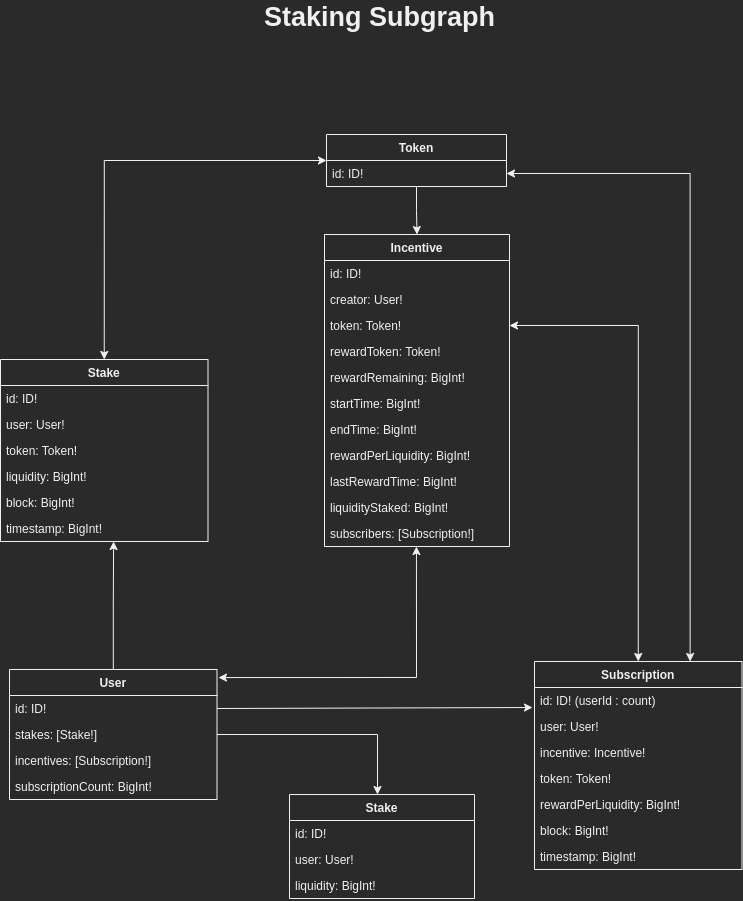 Staking Subgraph
Token
id: ID!
Incentive
id: ID!
creator: User!
token: Token!
rewardToken: Token!
rewardRemaining: BigInt!
startTime: BigInt!
endTime: BigInt!
rewardPerLiquidity: BigInt!
lastRewardTime: BigInt!
liquidityStaked: BigInt!
subscribers: [Subscription!]
Stake
id: ID!
user: User!
token: Token!
liquidity: BigInt!
block: BigInt!
timestamp: BigInt!
User
id: ID!
stakes: [Stake!]
incentives: [Subscription!]
subscriptionCount: BigInt!
Subscription
id: ID! (userId : count)
user: User!
incentive: Incentive!
token: Token!
rewardPerLiquidity: BigInt!
block: BigInt!
timestamp: BigInt!
Stake
id: ID!
user: User!
liquidity: BigInt!